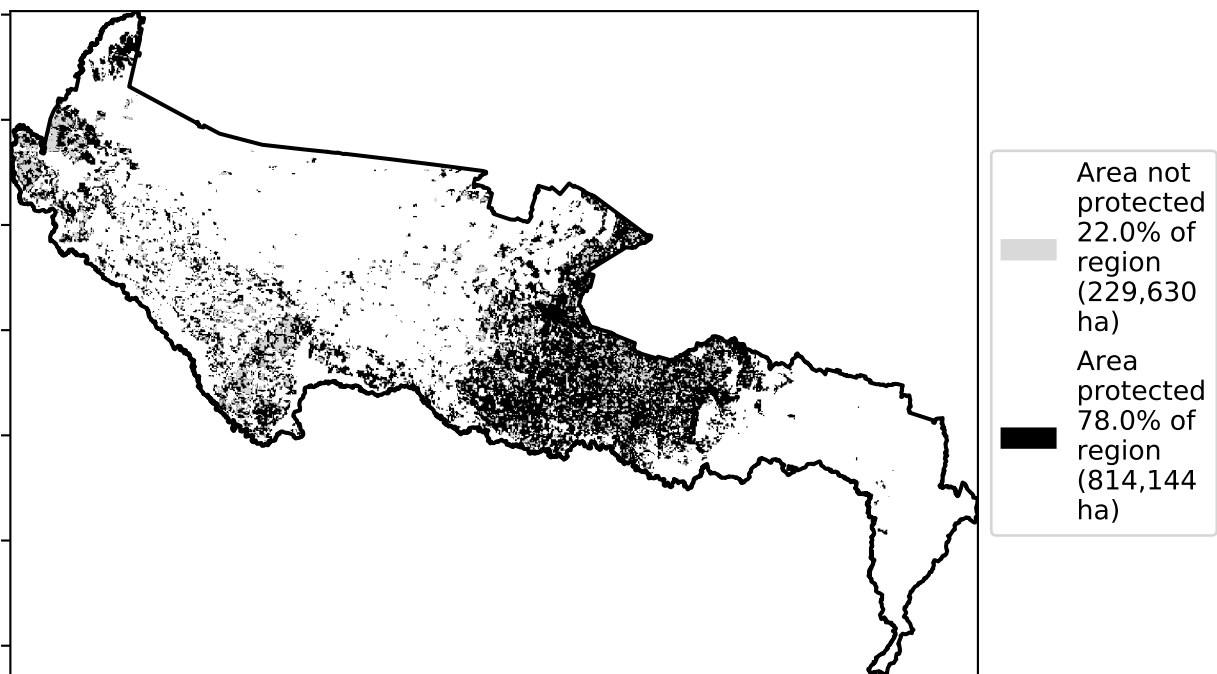 Area not
protected
22.0% of
region
(229,630
ha)
Area
protected
78.0% of
region
(814,144
ha)